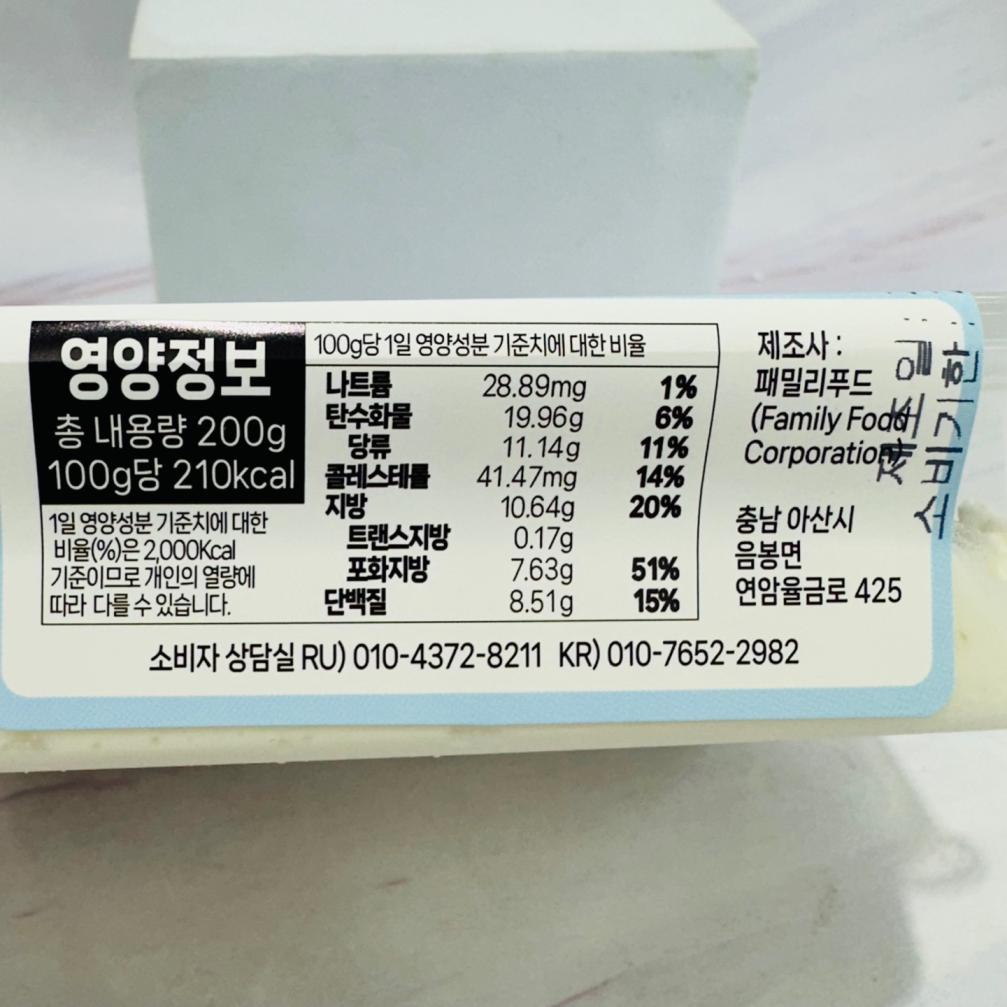 영양정보
총 내용량 200g
100g당 210kcal
1일 영양성분 기준치에 대한
비율(%)은 2,000Kcal
기준이므로 개인의 열량에
따라 다를 수 있습니다.
100g당 1일 영양성분 기준치에 대한 비율
나트륨 28.89mg 1%
탄수화물 19.96g 6%
당류 11.14g 11%
콜레스테롤 41.47mg 14%
지방 10.64g 20%
트랜스지방 0.17g
포화지방 7.63g 51%
단백질 8.51g 15%
제조사 :
패밀리푸드
(Family Food
Corporation
충남 아산시
음봉면
연암율금로 425
제조일 :
소비기한 :
소비자 상담실 RU) 010-4372-8211 KR) 010-7652-2982